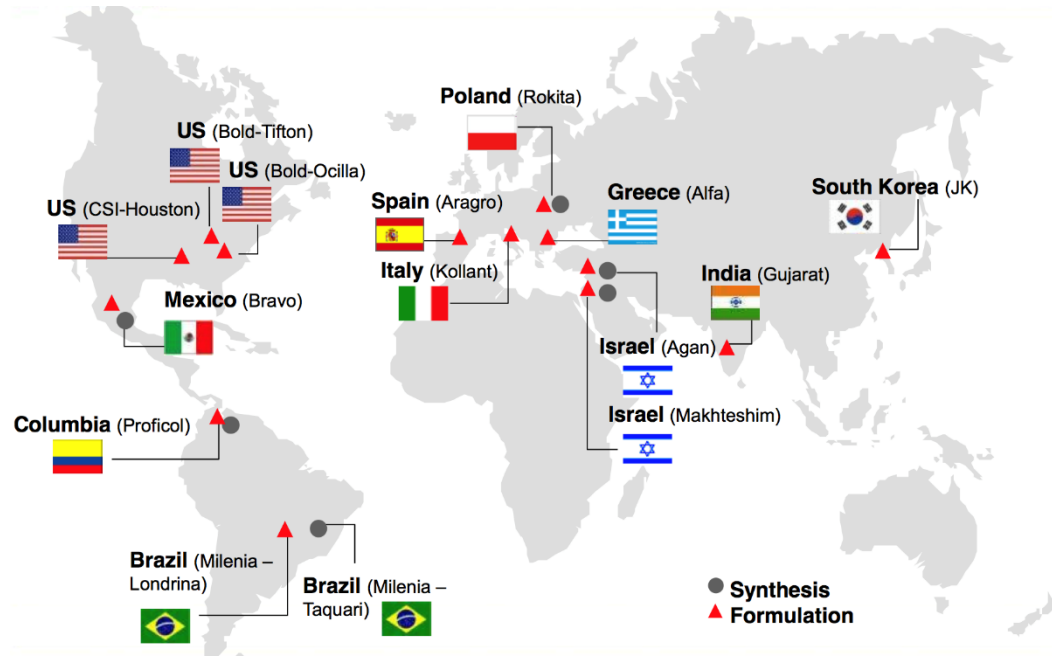 Poland (Rokita)
US (Bold-Tifton)
US (Bold-Ocilla)
US (CSI-Houston)
Spain (Aragro)
Greece (Alfa)
South Korea (JK)
Italy (Kollant)
India (Gujarat)
Mexico (Bravo)
Israel (Agan)
Israel (Makhteshim)
Columbia (Proficol)
Brazil (Milenia –
Londrina)
Brazil (Milenia –
Taquari)
Synthesis
Formulation